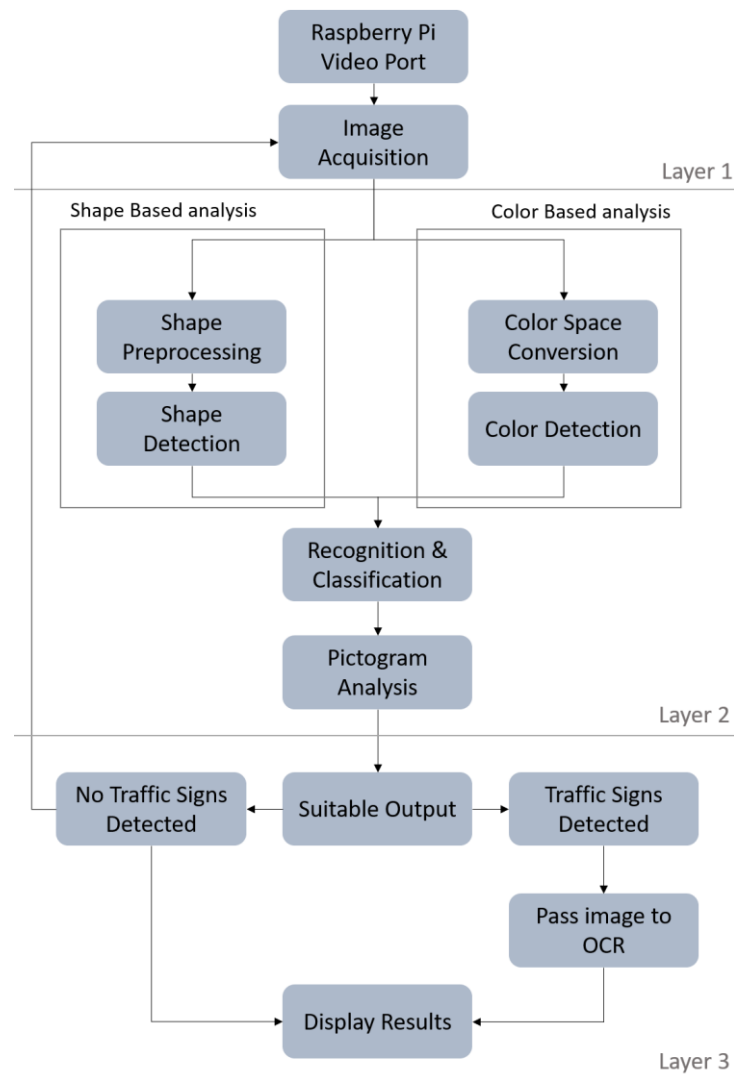 Raspberry Pi
Video Port
Image
Acquisition
Layer 1
Shape Based analysis
Color Based analysis
Shape
Preprocessing
Color Space
Conversion
Shape
Detection
Color Detection
Recognition &
Classification
Pictogram
Analysis
Layer 2
No Traffic Signs
Detected
Suitable Output
Traffic Signs
Detected
Pass image to
OCR
Display Results
Layer 3